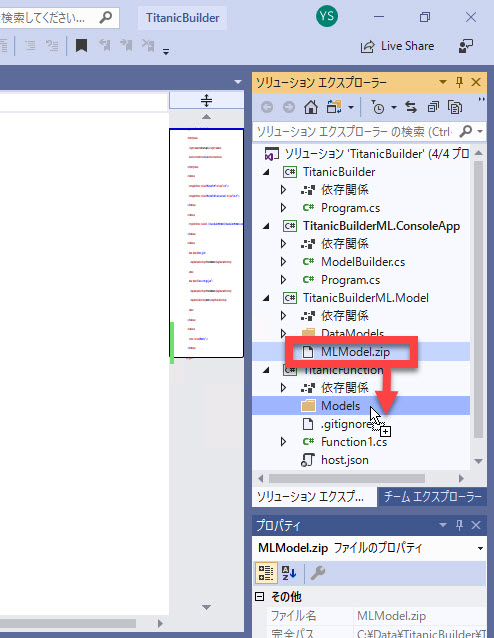 検索してください...
TitanicBuilder
YS
Live Share
ソリューション エクスプローラー
ソリューション エクスプローラー の検索 (Ctrl-
ソリューション 'TitanicBuilder' (4/4 プロ
C# TitanicBuilder
依存関係
C# Program.cs
C# TitanicBuilderML.ConsoleApp
依存関係
C# ModelBuilder.cs
C# Program.cs
C# TitanicBuilderML.Model
依存関係
DataModels
MLModel.zip
C# TitanicFunction
依存関係
Models
.gitignore
C# Function1.cs
host.json
ソリューション エクスプ...
チーム エクスプローラー
プロパティ
MLModel.zip ファイルのプロパティ
その他
ファイル名 MLModel.zip
完全パス C:¥Data¥TitanicBuilder¥T